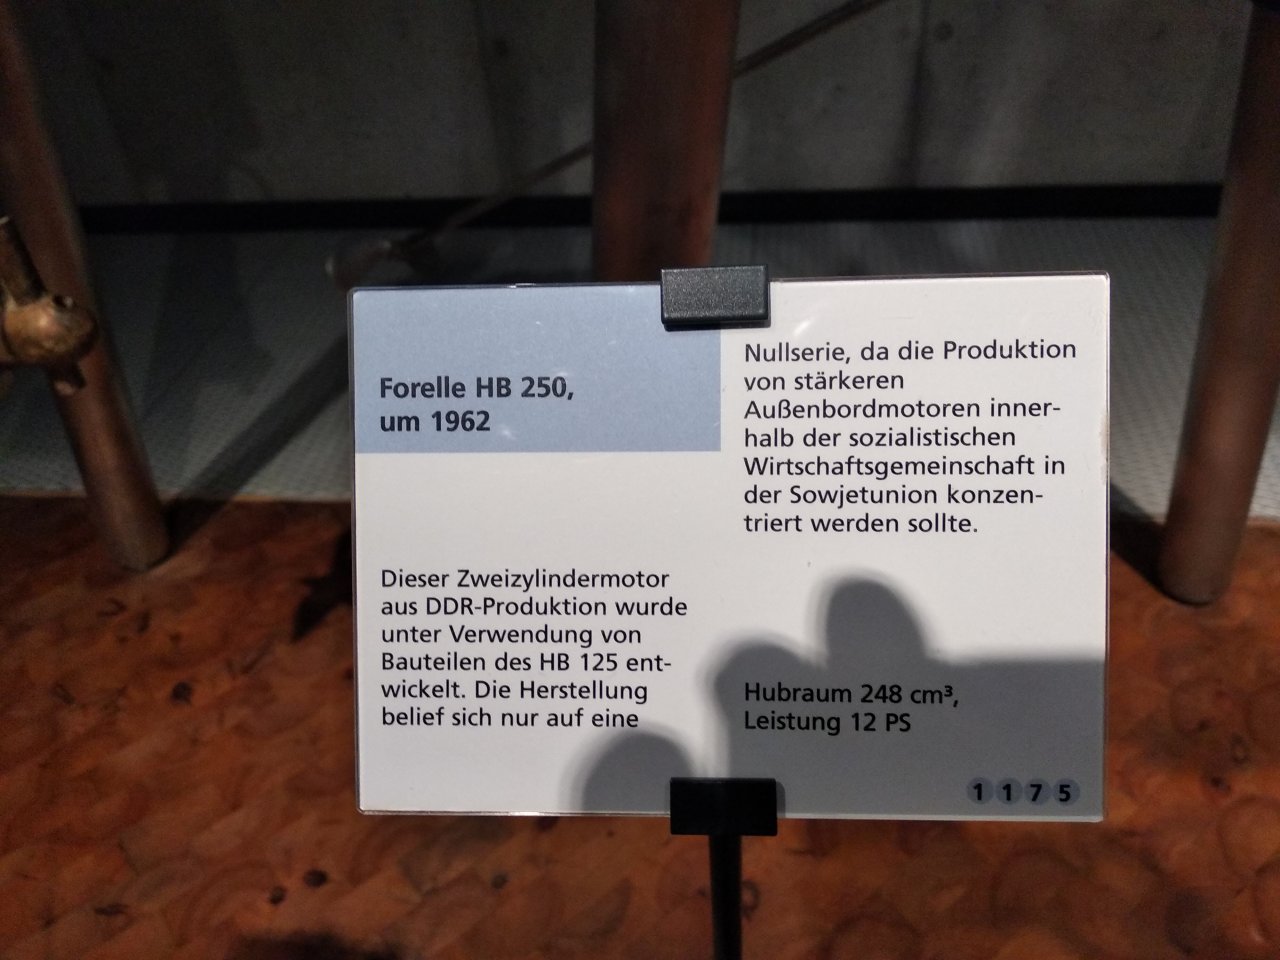 Forelle HB 250,
um 1962
Dieser Zweizylindermotor
aus DDR-Produktion wurde
unter Verwendung von
Bauteilen des HB 125 ent-
wickelt. Die Herstellung
belief sich nur auf eine
Nullserie, da die Produktion
von stärkeren
Außenbordmotoren inner-
halb der sozialistischen
Wirtschaftsgemeinschaft in
der Sowjetunion konzen-
triert werden sollte.
Hubraum 248 cm³,
Leistung 12 PS
1175